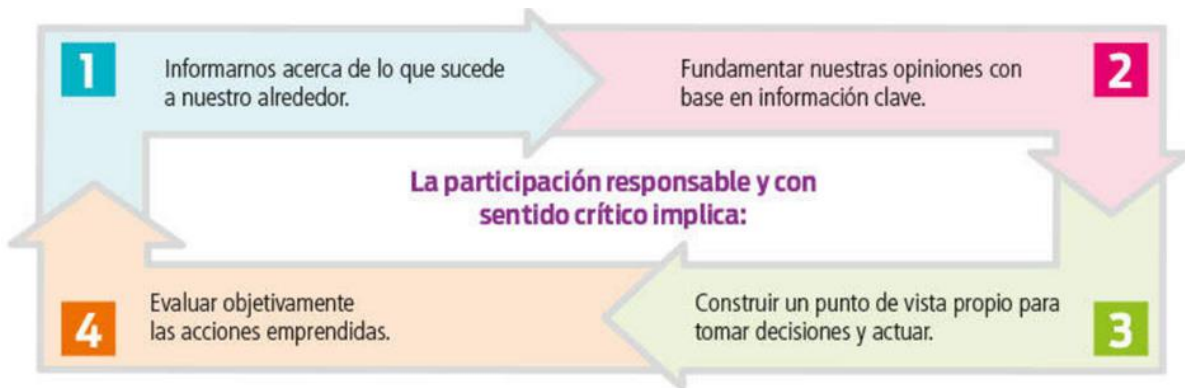 1
Informarnos acerca de lo que sucede
a nuestro alrededor.
Fundamentar nuestras opiniones con
base en información clave.
2
La participación responsable y con
sentido crítico implica:
Construir un punto de vista propio para
tomar decisiones y actuar.
3
4
Evaluar objetivamente
las acciones emprendidas.